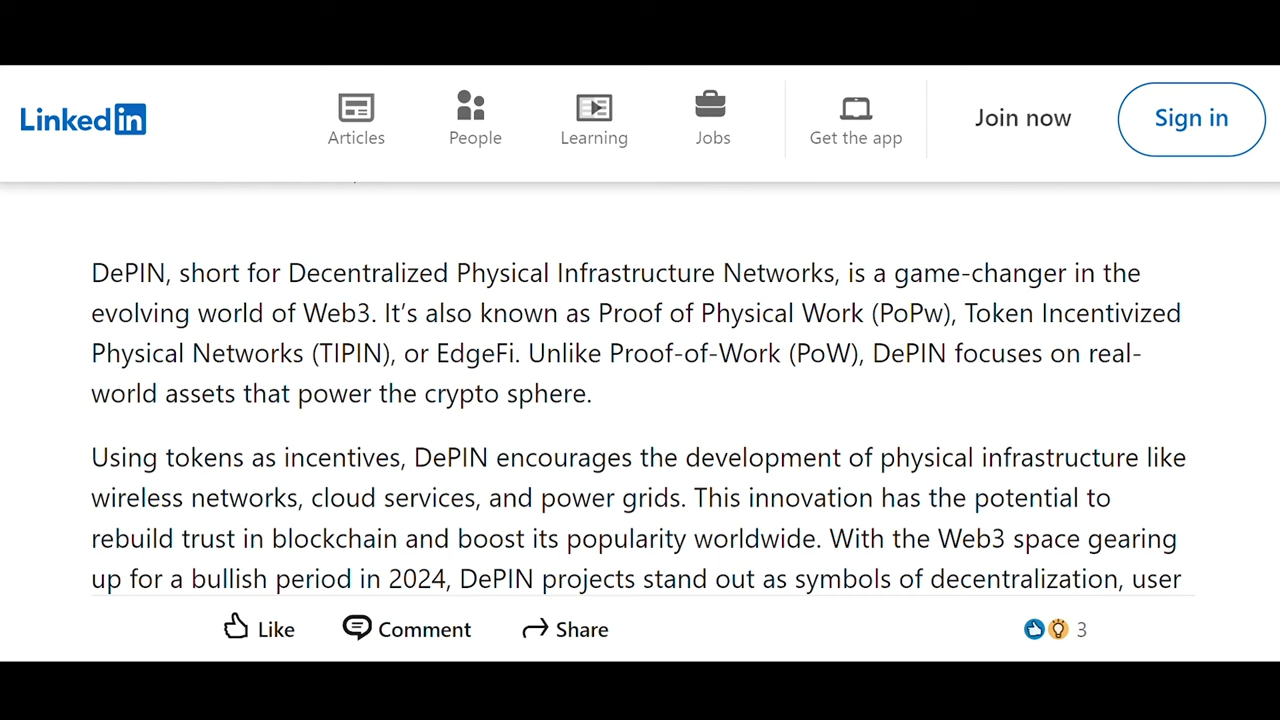 Linked in
Articles
People
Learning
Jobs
Get the app
Join now
Sign in
DePIN, short for Decentralized Physical Infrastructure Networks, is a game-changer in the
evolving world of Web3. It’s also known as Proof of Physical Work (PoPw), Token Incentivized
Physical Networks (TIPIN), or EdgeFi. Unlike Proof-of-Work (PoW), DePIN focuses on real-
world assets that power the crypto sphere.
Using tokens as incentives, DePIN encourages the development of physical infrastructure like
wireless networks, cloud services, and power grids. This innovation has the potential to
rebuild trust in blockchain and boost its popularity worldwide. With the Web3 space gearing
up for a bullish period in 2024, DePIN projects stand out as symbols of decentralization, user
Like
Comment
Share
3